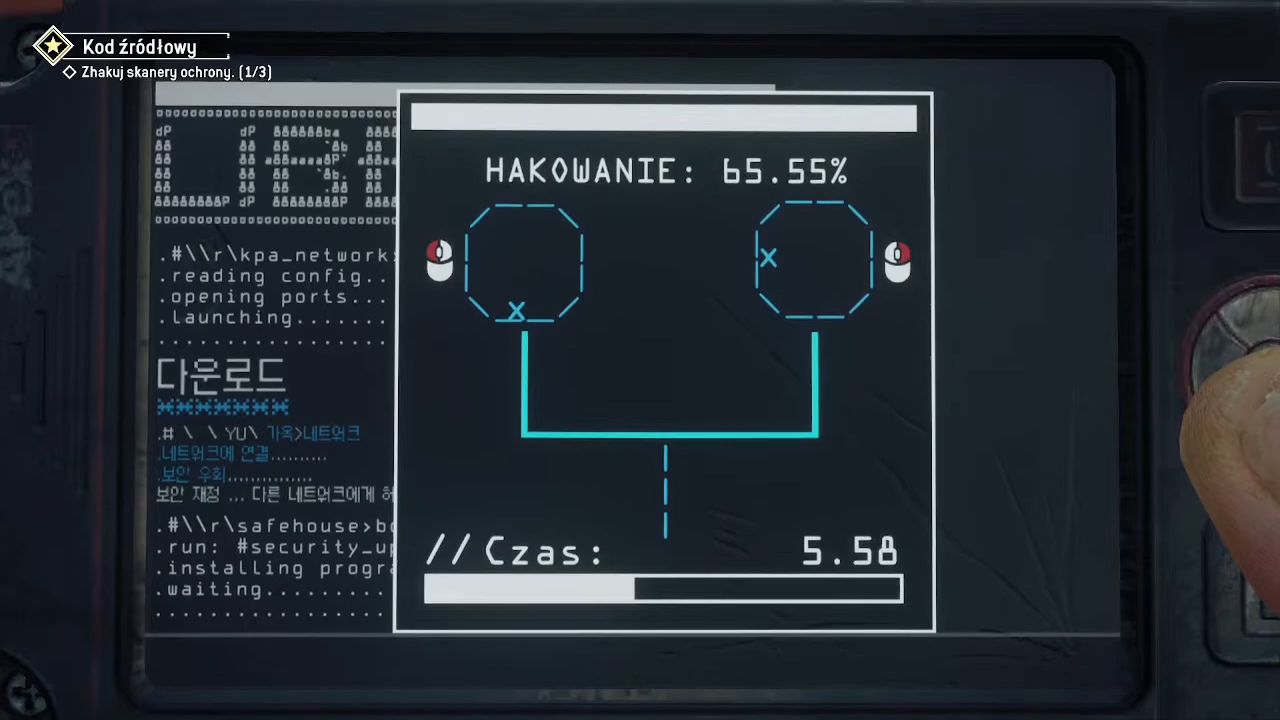 Kod źródłowy
Zhakuj skanery ochrony. (1/3)
HAKOWANIE: 65.55%
.#\\r\kpa_network:
.reading config..
.opening ports...
.launching.......
.................
다운로드
*******
.# \ \ YU\ 가옥>네트워크
.네트워크에 연결..........
.보안 우회...............
보안 재정 ... 다른 네트워크에게 허
.#\\r\safehouse>bo
.run: #security_up
.installing progra
.waiting.........
.................
//Czas: 5.58